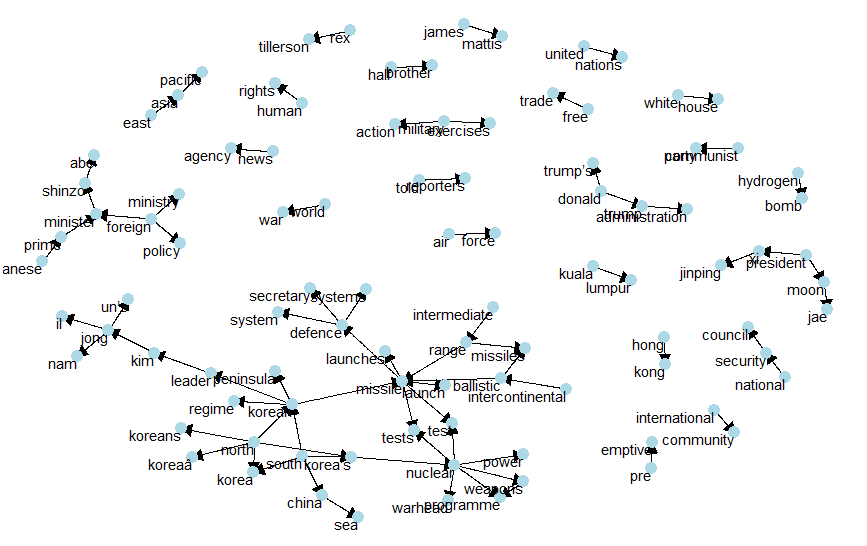 james
rex
tillerson
mattis
united
nations
pacific
half
brother
rights
asia
human
trade
white
house
free
east
action
military
exercises
agency
news
party
communist
abe
trump's
hydrogen
shinzo
told
reporters
ministry
donald
bomb
minister
foreign
war
world
trump
administration
prime
policy
air
force
anese
xi
president
kuala
jinping
lumpur
moon
secretary
systems
un's
intermediate
jae
il
system
defence
council
jong
hong
range
missiles
nam
kim
launches
security
kong
leader
peninsula
missile
launch
ballistic
national
intercontinental
regime
korean
international
koreans
tests
test
community
north
emptive
koreaâ
south
korea's
power
nuclear
korea
pre
weapons
china
warhead
programme
sea